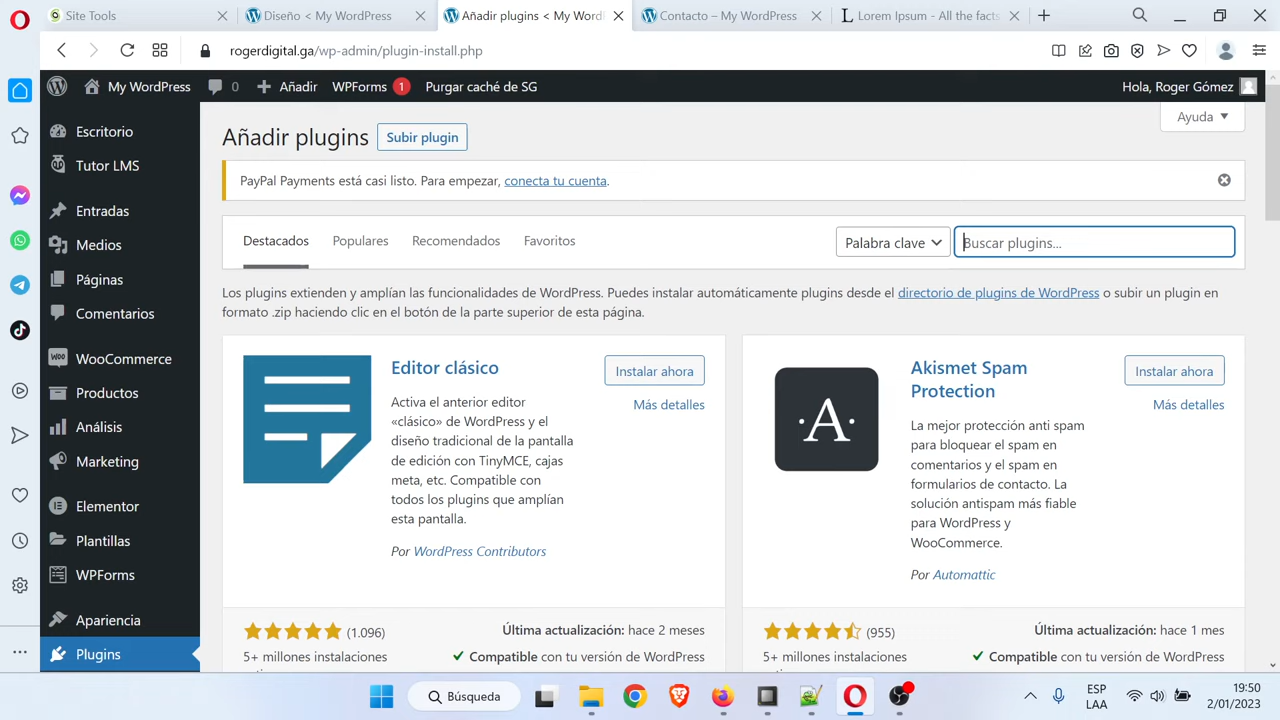 Site Tools
Diseño < My WordPress
Añadir plugins < My Word
Contacto – My WordPress
Lorem Ipsum - All the facts
rogerdigital.ga/wp-admin/plugin-install.php
My WordPress
0
Añadir
WPForms
1
Purgar caché de SG
Hola, Roger Gómez
Escritorio
Tutor LMS
Entradas
Medios
Páginas
Comentarios
WooCommerce
Productos
Análisis
Marketing
Elementor
Plantillas
WPForms
Apariencia
Plugins
Ayuda
Añadir plugins
Subir plugin
PayPal Payments está casi listo. Para empezar, conecta tu cuenta.
Destacados
Populares
Recomendados
Favoritos
Palabra clave
Buscar plugins...
Los plugins extienden y amplían las funcionalidades de WordPress. Puedes instalar automáticamente plugins desde el directorio de plugins de WordPress o subir un plugin en
formato .zip haciendo clic en el botón de la parte superior de esta página.
Editor clásico
Instalar ahora
Más detalles
Activa el anterior editor
«clásico» de WordPress y el
diseño tradicional de la pantalla
de edición con TinyMCE, cajas
meta, etc. Compatible con
todos los plugins que amplían
esta pantalla.
Por WordPress Contributors
(1.096)
5+ millones instalaciones
Última actualización: hace 2 meses
Compatible con tu versión de WordPress
A
Akismet Spam
Protection
Instalar ahora
Más detalles
La mejor protección anti spam
para bloquear el spam en
comentarios y el spam en
formularios de contacto. La
solución antispam más fiable
para WordPress y
WooCommerce.
Por Automattic
(955)
5+ millones instalaciones
Última actualización: hace 1 mes
Compatible con tu versión de WordPress
Búsqueda
ESP
LAA
19:50
2/01/2023